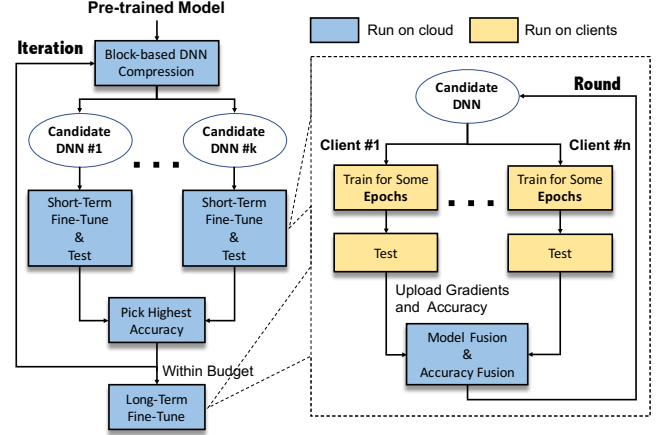 Pre-trained Model
Iteration
Block-based DNN
Compression
Candidate
DNN #1
Candidate
DNN #k
Short-Term
Fine-Tune
&
Test
Short-Term
Fine-Tune
&
Test
Pick Highest
Accuracy
Within Budget
Long-Term
Fine-Tune
Run on cloud
Run on clients
Candidate
DNN
Round
Client #1
Client #n
Train for Some
Epochs
Train for Some
Epochs
Test
Test
Upload Gradients
and Accuracy
Model Fusion
&
Accuracy Fusion